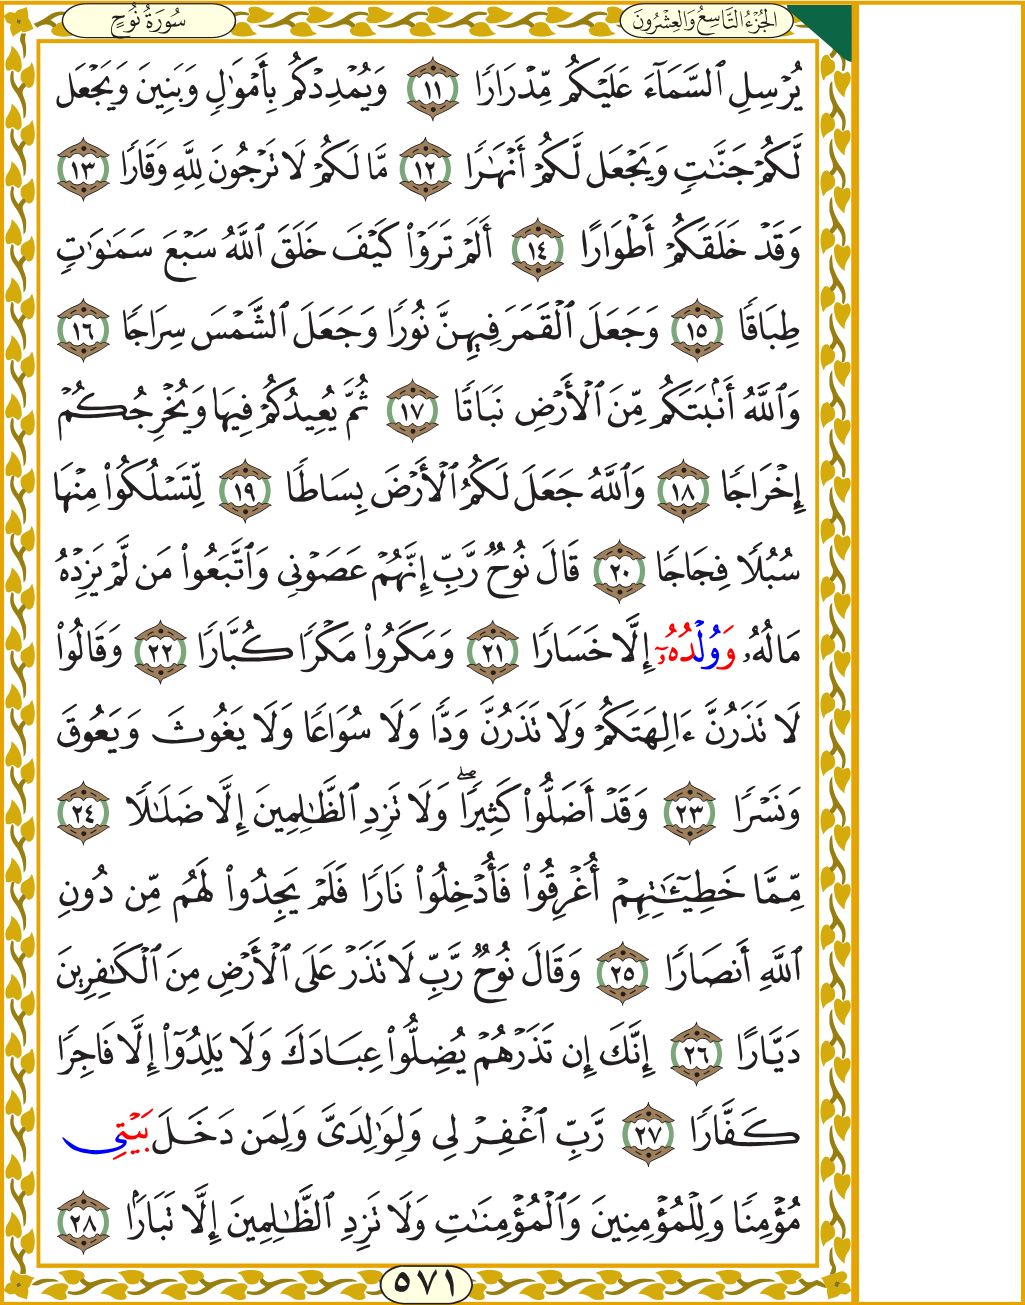 سُورَةُ نُوحٍ
الجُزْءُ التَّاسِعُ وَالعِشْرُونَ
يُرْسِلِ ٱلسَّمَآءَ عَلَيْكُم مِّدْرَارًا ١١ وَيُمْدِدْكُم بِأَمْوَٰلٍ وَبَنِينَ وَيَجْعَل
لَّكُمْ جَنَّٰتٍ وَيَجْعَل لَّكُمْ أَنْهَٰرًا ١٢ مَّا لَكُمْ لَا تَرْجُونَ لِلَّهِ وَقَارًا ١٣
وَقَدْ خَلَقَكُمْ أَطْوَارًا ١٤ أَلَمْ تَرَوْا۟ كَيْفَ خَلَقَ ٱللَّهُ سَبْعَ سَمَٰوَٰتٍ
طِبَاقًا ١٥ وَجَعَلَ ٱلْقَمَرَ فِيهِنَّ نُورًا وَجَعَلَ ٱلشَّمْسَ سِرَاجًا ١٦
وَٱللَّهُ أَنۢبَتَكُم مِّنَ ٱلْأَرْضِ نَبَاتًا ١٧ ثُمَّ يُعِيدُكُمْ فِيهَا وَيُخْرِجُكُمْ
إِخْرَاجًا ١٨ وَٱللَّهُ جَعَلَ لَكُمُ ٱلْأَرْضَ بِسَاطًا ١٩ لِّتَسْلُكُوا۟ مِنْهَا
سُبُلًا فِجَاجًا ٢٠ قَالَ نُوحٌ رَّبِّ إِنَّهُمْ عَصَوْنِى وَٱتَّبَعُوا۟ مَن لَّمْ يَزِدْهُ
مَالُهُۥ وَوُلْدُهُۥٓ إِلَّا خَسَارًا ٢١ وَمَكَرُوا۟ مَكْرًا كُبَّارًا ٢٢ وَقَالُوا۟
لَا تَذَرُنَّ ءَالِهَتَكُمْ وَلَا تَذَرُنَّ وَدًّا وَلَا سُوَاعًا وَلَا يَغُوثَ وَيَعُوقَ
وَنَسْرًا ٢٣ وَقَدْ أَضَلُّوا۟ كَثِيرًا ۖ وَلَا تَزِدِ ٱلظَّٰلِمِينَ إِلَّا ضَلَٰلًا ٢٤
مِّمَّا خَطِيٓـَٰٔتِهِمْ أُغْرِقُوا۟ فَأُدْخِلُوا۟ نَارًا فَلَمْ يَجِدُوا۟ لَهُم مِّن دُونِ
ٱللَّهِ أَنصَارًا ٢٥ وَقَالَ نُوحٌ رَّبِّ لَا تَذَرْ عَلَى ٱلْأَرْضِ مِنَ ٱلْكَٰفِرِينَ
دَيَّارًا ٢٦ إِنَّكَ إِن تَذَرْهُمْ يُضِلُّوا۟ عِبَادَكَ وَلَا يَلِدُوٓا۟ إِلَّا فَاجِرًا
كَفَّارًا ٢٧ رَّبِّ ٱغْفِرْ لِى وَلِوَٰلِدَىَّ وَلِمَن دَخَلَ بَيْتِى
مُؤْمِنًا وَلِلْمُؤْمِنِينَ وَٱلْمُؤْمِنَٰتِ وَلَا تَزِدِ ٱلظَّٰلِمِينَ إِلَّا تَبَارًۢا ٢٨
٥٧١